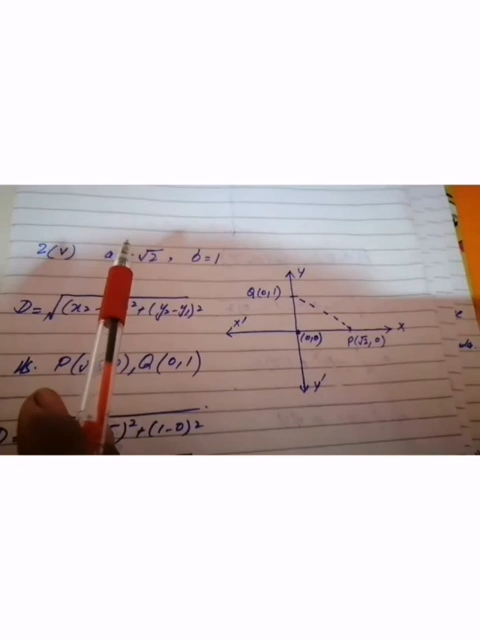 2(v) a √2, b=1
D=√(x₂ - ² + (y₂-y₁)²
P( 0), Q(0,1)
)² + (1-0)²
Y
Q(0,1)
X' (0,0) P(√2, 0) X
Y'